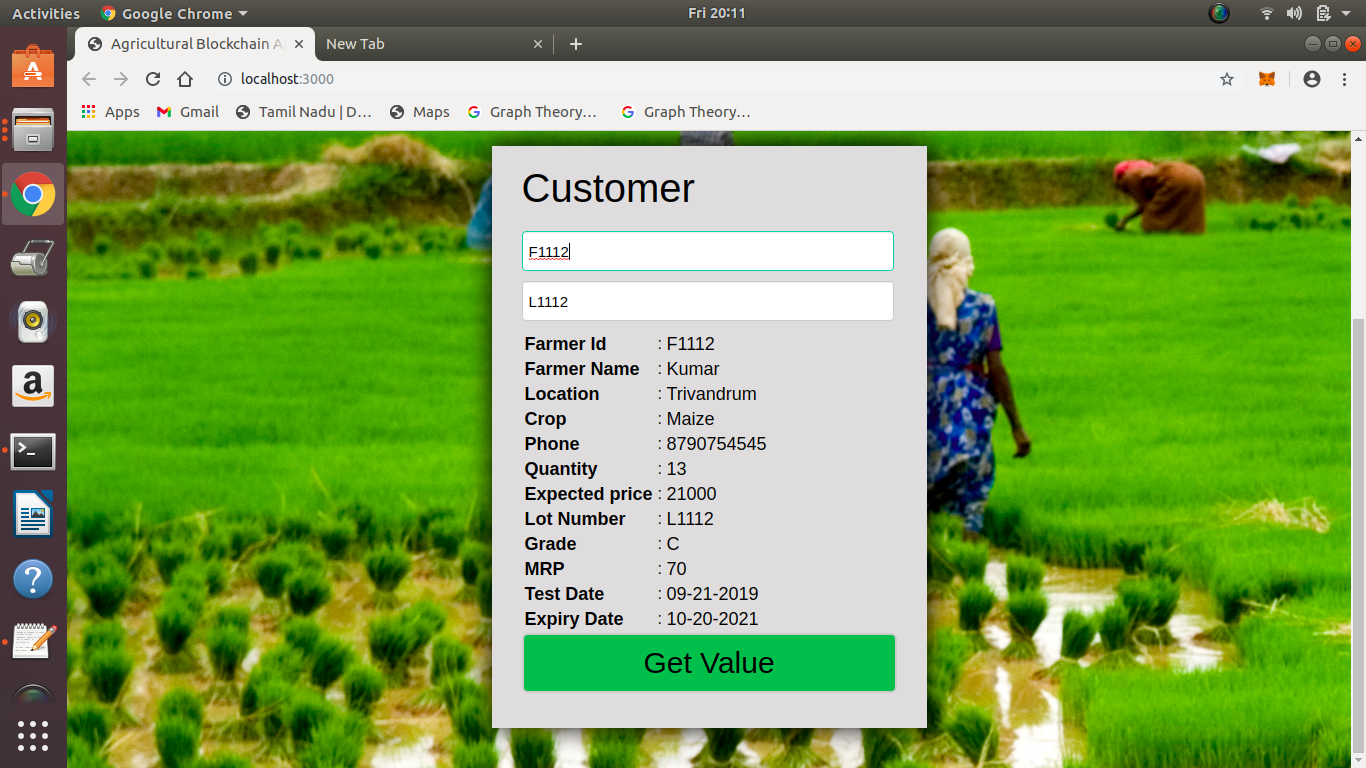 Activities Google Chrome Fri 20:11
Agricultural Blockchain A New Tab
localhost:3000
Apps Gmail Tamil Nadu | D… Maps Graph Theory… Graph Theory…
Customer
F1112
L1112
Farmer Id : F1112
Farmer Name : Kumar
Location : Trivandrum
Crop : Maize
Phone : 8790754545
Quantity : 13
Expected price : 21000
Lot Number : L1112
Grade : C
MRP : 70
Test Date : 09-21-2019
Expiry Date : 10-20-2021
Get Value